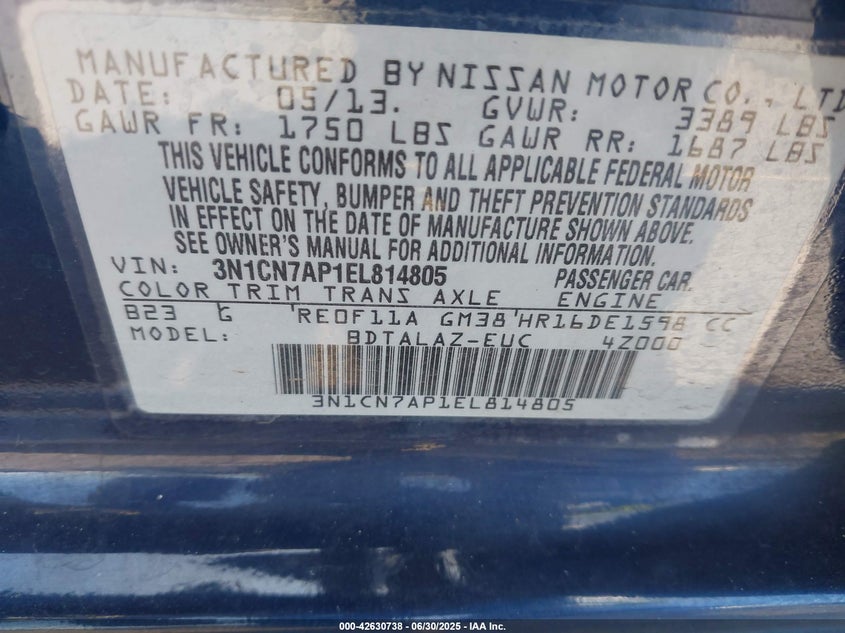 MANUFACTURED BY NISSAN MOTOR CO., LTD
DATE: 05/13. GVWR: 3389 LBS
GAWR FR: 1750 LBS GAWR RR: 1687 LBS
THIS VEHICLE CONFORMS TO ALL APPLICABLE FEDERAL MOTOR
VEHICLE SAFETY, BUMPER AND THEFT PREVENTION STANDARDS
IN EFFECT ON THE DATE OF MANUFACTURE SHOWN ABOVE.
SEE OWNER'S MANUAL FOR ADDITIONAL INFORMATION.
VIN: 3N1CN7AP1EL814805 PASSENGER CAR.
COLOR TRIM TRANS AXLE ENGINE
B23 G RE0F11A GM38 HR16DE1598 CC
MODEL: BDTALAZ-EUC 4Z000
3N1CN7AP1EL814805
000-42630738 - 06/30/2025 - IAA Inc.